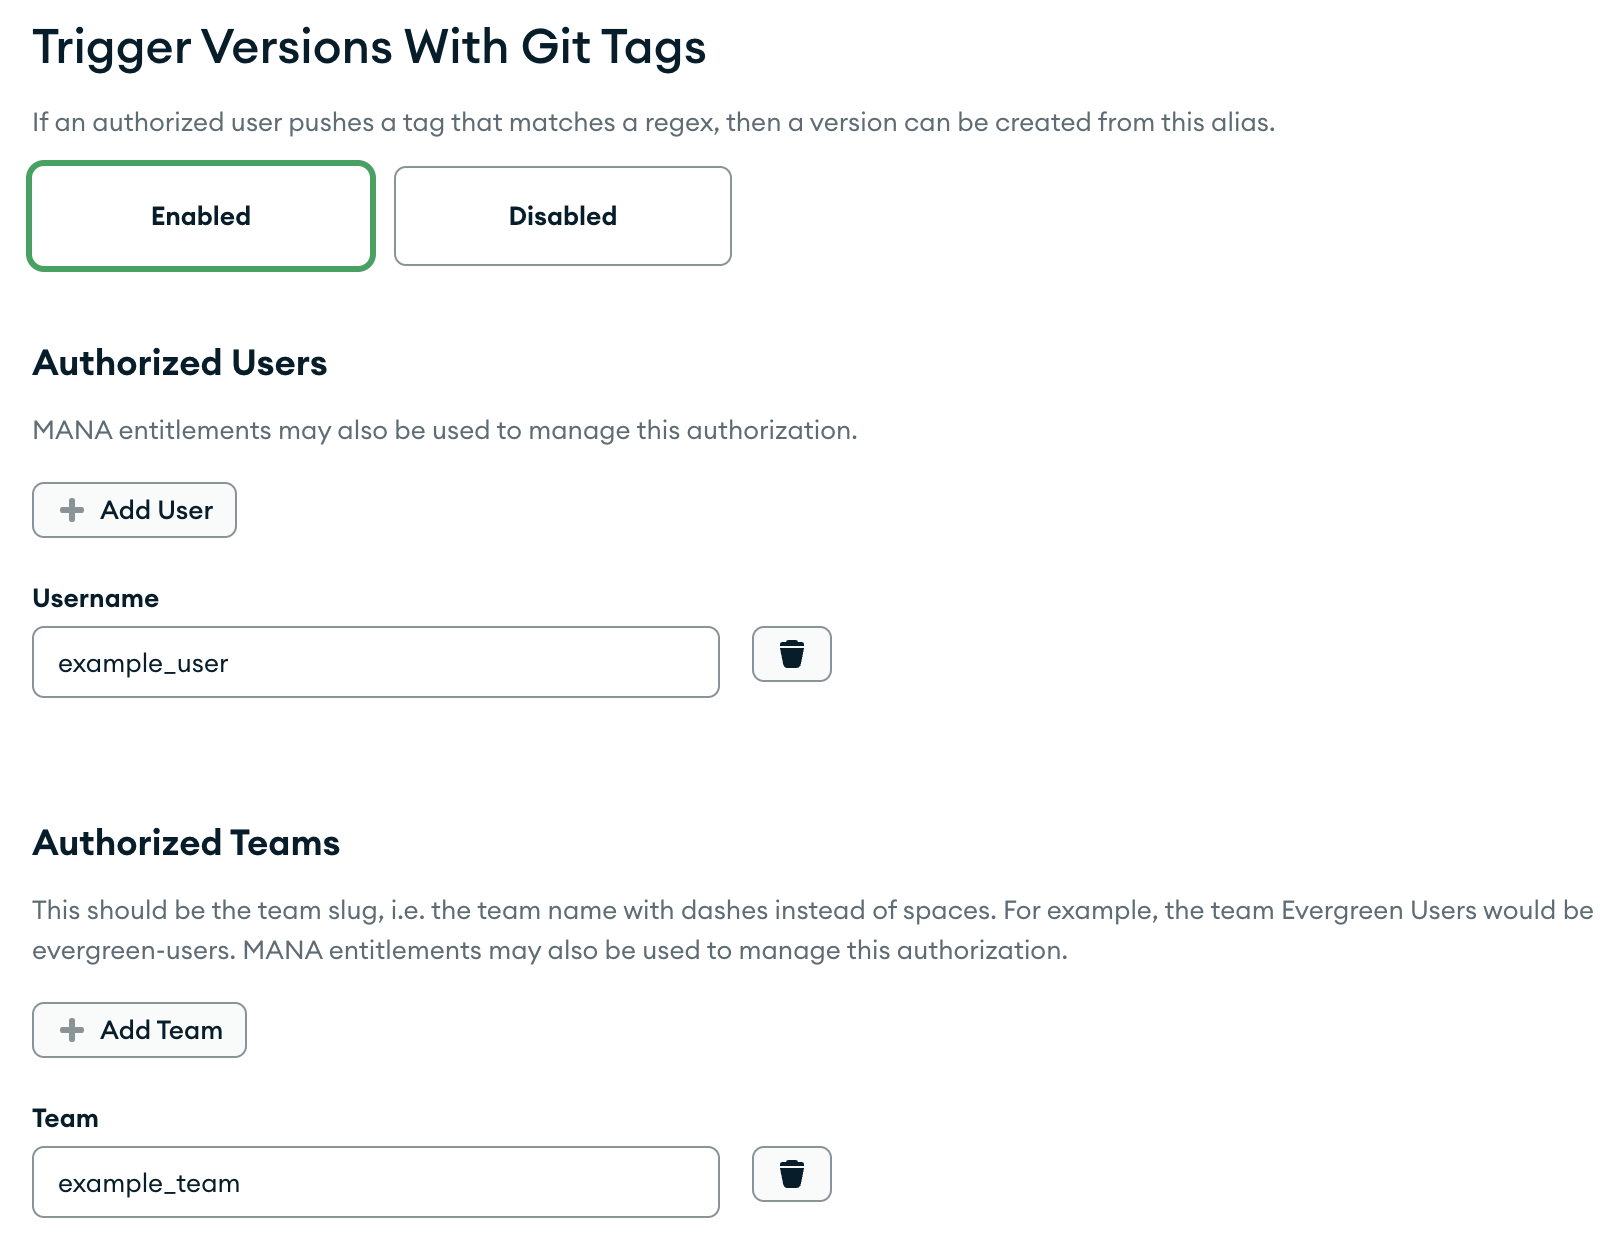 Trigger Versions With Git Tags
If an authorized user pushes a tag that matches a regex, then a version can be created from this alias.
Enabled
Disabled
Authorized Users
MANA entitlements may also be used to manage this authorization.
Add User
Username
example_user
Authorized Teams
This should be the team slug, i.e. the team name with dashes instead of spaces. For example, the team Evergreen Users would be
evergreen-users. MANA entitlements may also be used to manage this authorization.
Add Team
Team
example_team